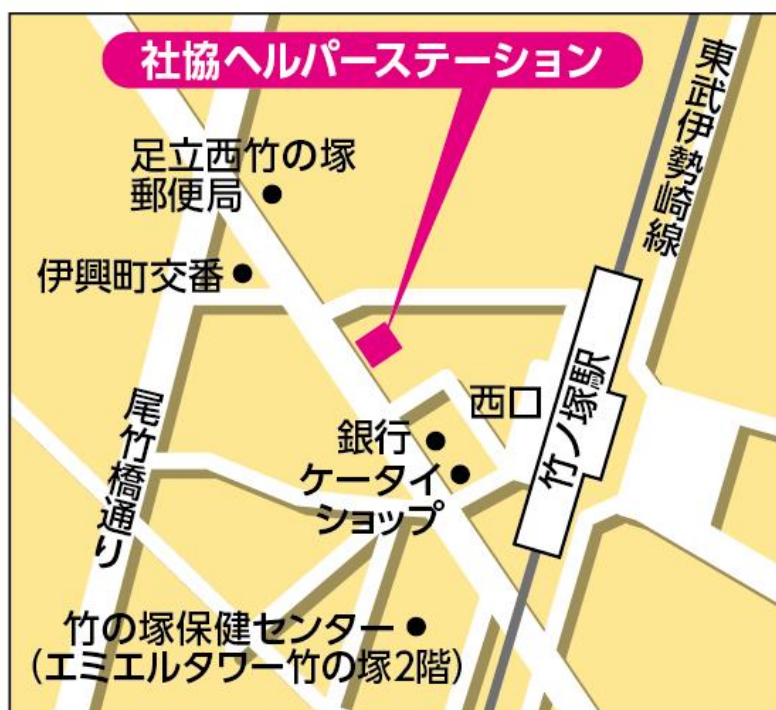 社協ヘルパーステーション
東武伊勢崎線
足立西竹の塚
郵便局
伊興町交番
尾竹橋通り
西口
竹ノ塚駅
銀行
ケータイ
ショップ
竹の塚保健センター
(エミエルタワー竹の塚2階)